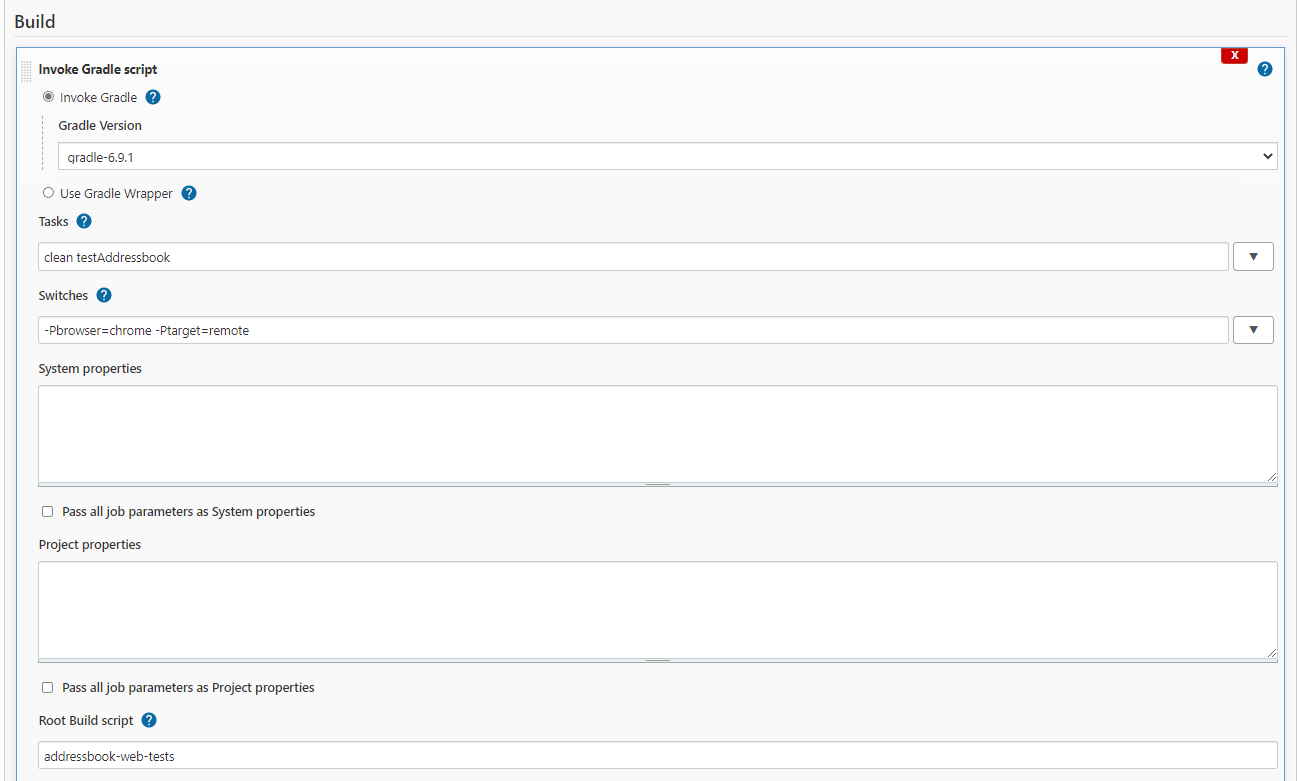 Build
X
Invoke Gradle script ?
Invoke Gradle ?
Gradle Version
gradle-6.9.1
Use Gradle Wrapper ?
Tasks ?
clean testAddressbook
Switches ?
-Pbrowser=chrome -Ptarget=remote
System properties
Pass all job parameters as System properties
Project properties
Pass all job parameters as Project properties
Root Build script ?
addressbook-web-tests